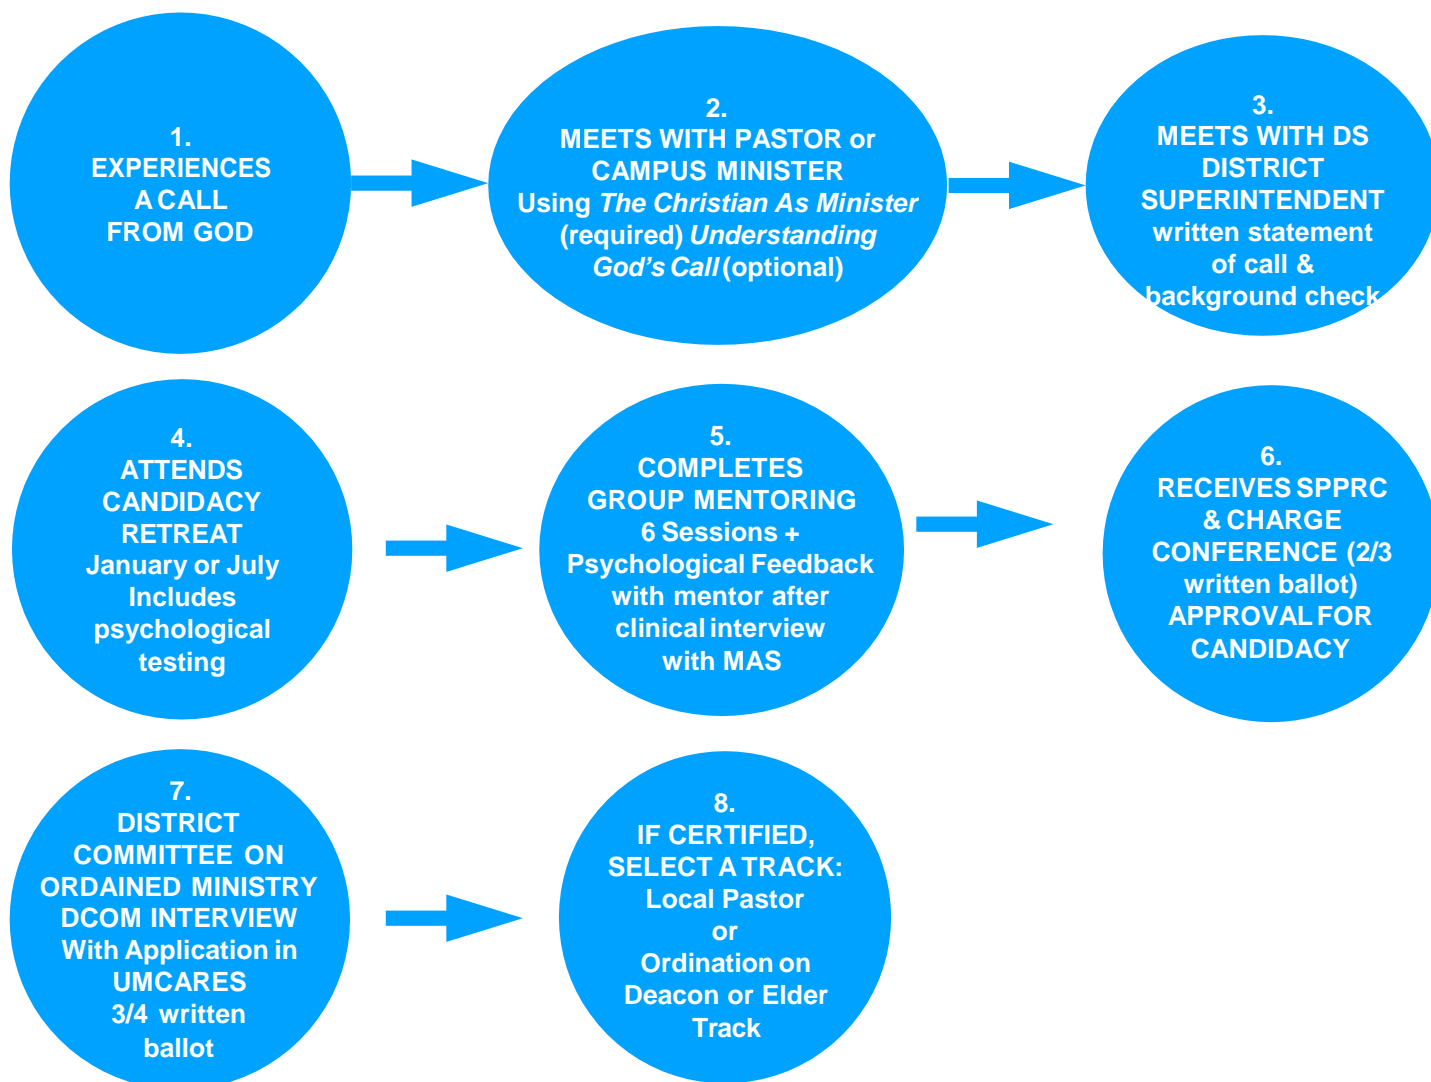 1.
EXPERIENCES
A CALL
FROM GOD
2.
MEETS WITH PASTOR or
CAMPUS MINISTER
Using The Christian As Minister
(required) Understanding
God's Call (optional)
3.
MEETS WITH DS
DISTRICT
SUPERINTENDENT
written statement
of call &
background check
4.
ATTENDS
CANDIDACY
RETREAT
January or July
Includes
psychological
testing
5.
COMPLETES
GROUP MENTORING
6 Sessions +
Psychological Feedback
with mentor after
clinical interview
with MAS
6.
RECEIVES SPPRC
& CHARGE
CONFERENCE (2/3
written ballot)
APPROVAL FOR
CANDIDACY
7.
DISTRICT
COMMITTEE ON
ORDAINED MINISTRY
DCOM INTERVIEW
With Application in
UMCARES
3/4 written
ballot
8.
IF CERTIFIED,
SELECT A TRACK:
Local Pastor
or
Ordination on
Deacon or Elder
Track